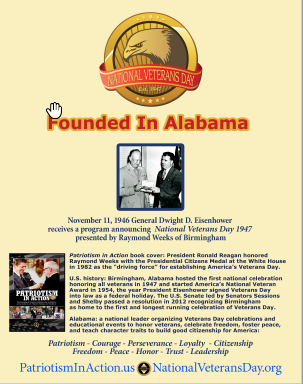 NATIONAL VETERANS DAY
Est. 1947
Founded In Alabama
November 11, 1946 General Dwight D. Eisenhower
receives a program announcing National Veterans Day 1947
presented by Raymond Weeks of Birmingham
Patriotism in Action book cover: President Ronald Reagan honored
Raymond Weeks with the Presidential Citizens Medal at the White House
in 1982 as the "driving force" for establishing America's Veterans Day.
U.S. history: Birmingham, Alabama hosted the first national celebration
honoring all veterans in 1947 and started America's National Veteran
Award in 1954, the year President Eisenhower signed Veterans Day
into law as a federal holiday. The U.S. Senate led by Senators Sessions
and Shelby passed a resolution in 2012 recognizing Birmingham
as home to the first and longest running celebration of Veterans Day.
Alabama: a national leader organizing Veterans Day celebrations and
educational events to honor veterans, celebrate freedom, foster peace,
and teach character traits to build good citizenship for America:
PATRIOTISM
IN ACTION
Patriotism - Courage - Perseverance - Loyalty - Citizenship
Freedom - Peace - Honor - Trust - Leadership
PatriotismInAction.us NationalVeteransDay.org